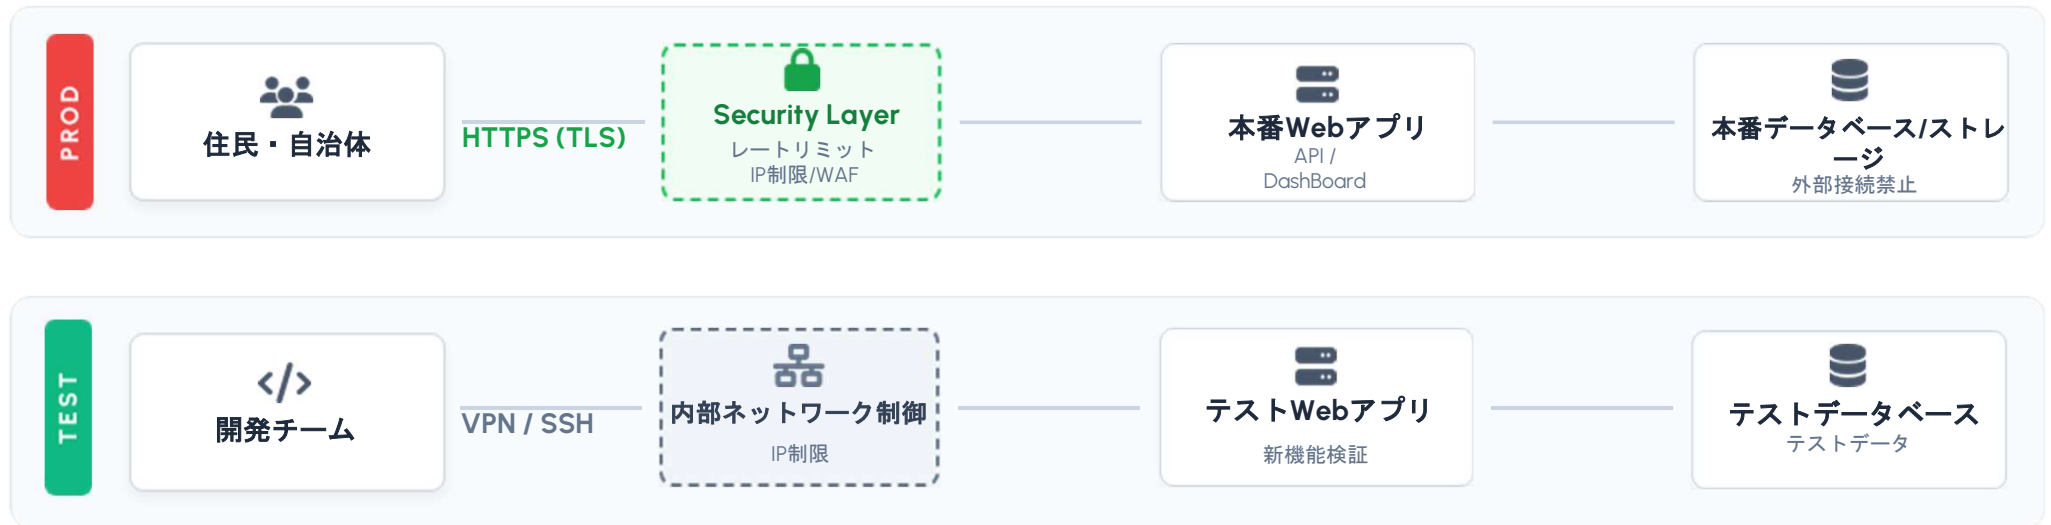 PROD
住民・自治体
HTTPS (TLS)
Security Layer
レートリミット
IP制限/WAF
本番Webアプリ
API /
DashBoard
本番データベース/ストレ
ージ
外部接続禁止
TEST
開発チーム
VPN / SSH
内部ネットワーク制御
IP制限
テストWebアプリ
新機能検証
テストデータベース
テストデータ